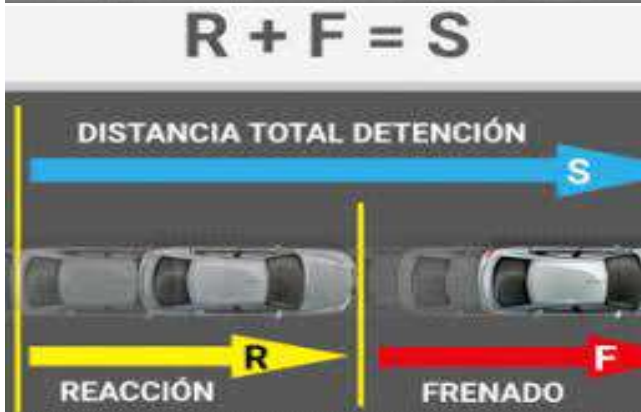 R + F = S
DISTANCIA TOTAL DETENCIÓN
S
R
F
REACCIÓN
FRENADO